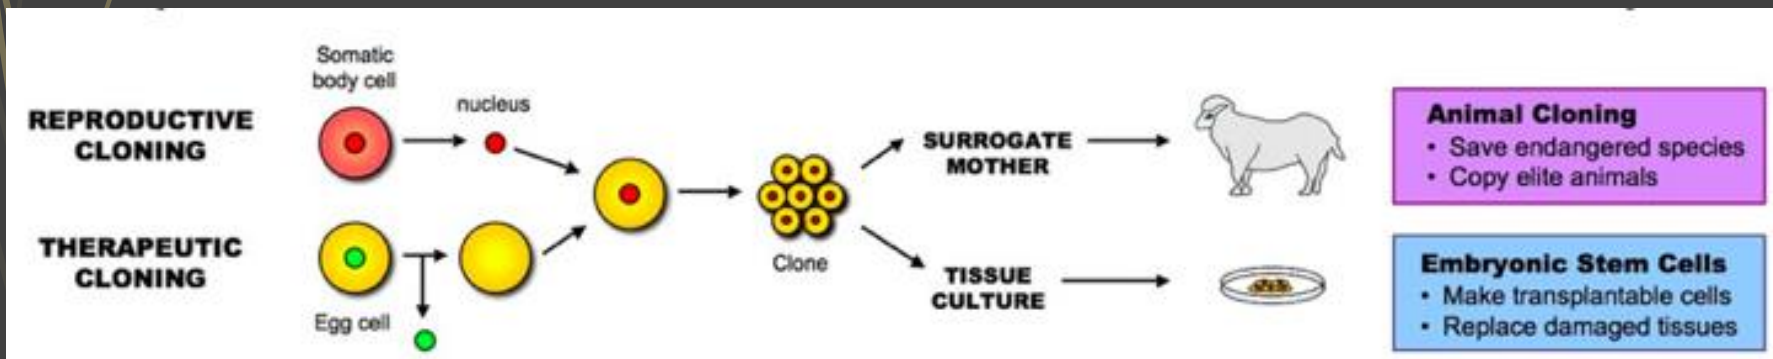 Somatic
body cell
nucleus
REPRODUCTIVE
CLONING
THERAPEUTIC
CLONING
Egg cell
Clone
SURROGATE
MOTHER
TISSUE
CULTURE
Animal Cloning
• Save endangered species
• Copy elite animals
Embryonic Stem Cells
• Make transplantable cells
• Replace damaged tissues